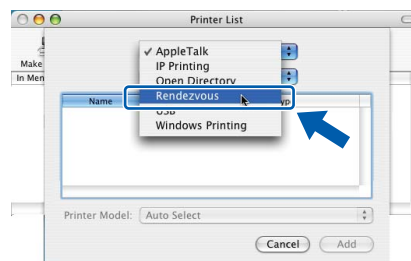 Printer List
✓ AppleTalk
IP Printing
Make
Open Directory
In Men
Name
Rendezvous
yp
USB
Windows Printing
Printer Model: Auto Select
Cancel Add